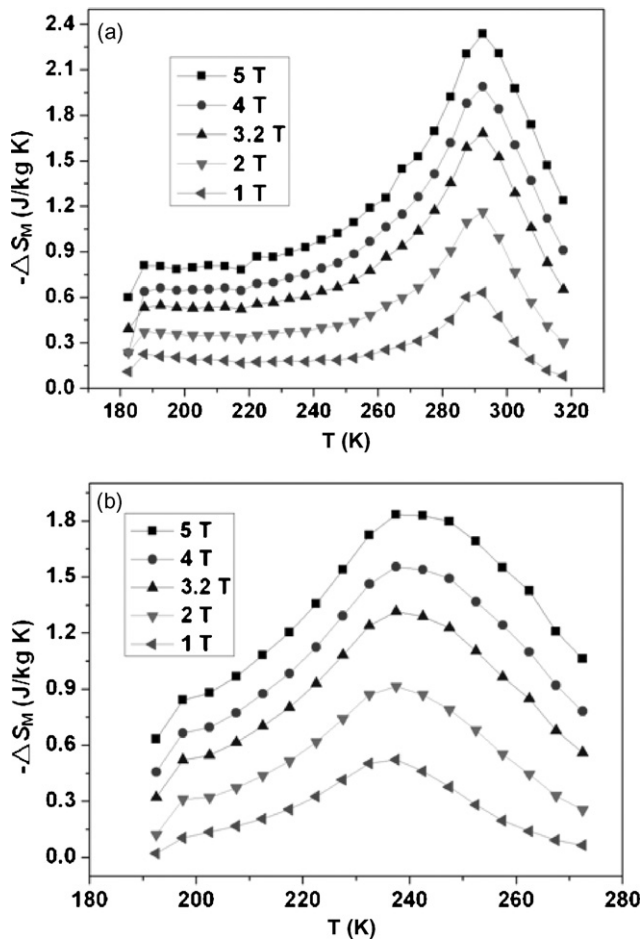 (a)
2.4
2.1
1.8
1.5
1.2
0.9
0.6
0.3
0.0
-△S_M (J/kg K)
5 T
4 T
3.2 T
2 T
1 T
180 200 220 240 260 280 300 320
T (K)
(b)
1.8
1.5
1.2
0.9
0.6
0.3
0.0
-△S_M (J/kg K)
5 T
4 T
3.2 T
2 T
1 T
180 200 220 240 260 280
T (K)